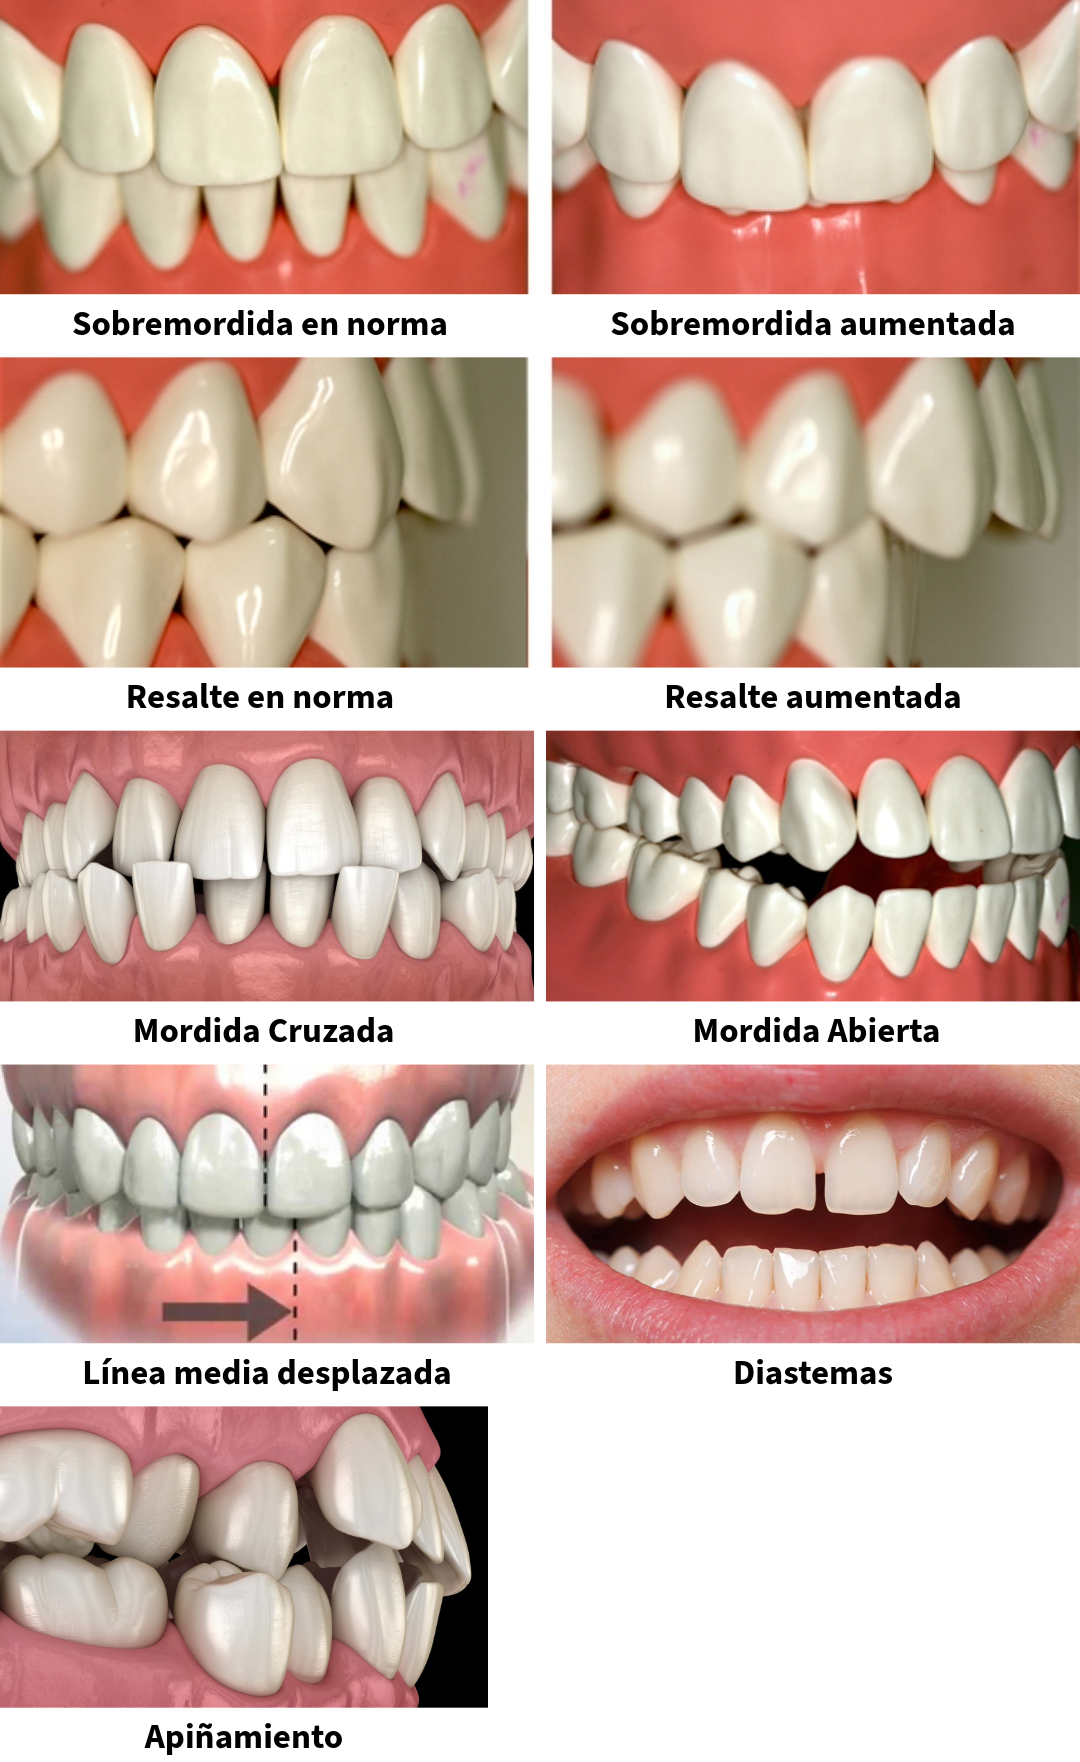 Sobremordida en norma
Sobremordida aumentada
Resalte en norma
Resalte aumentada
Mordida Cruzada
Mordida Abierta
Línea media desplazada
Diastemas
Apiñamiento